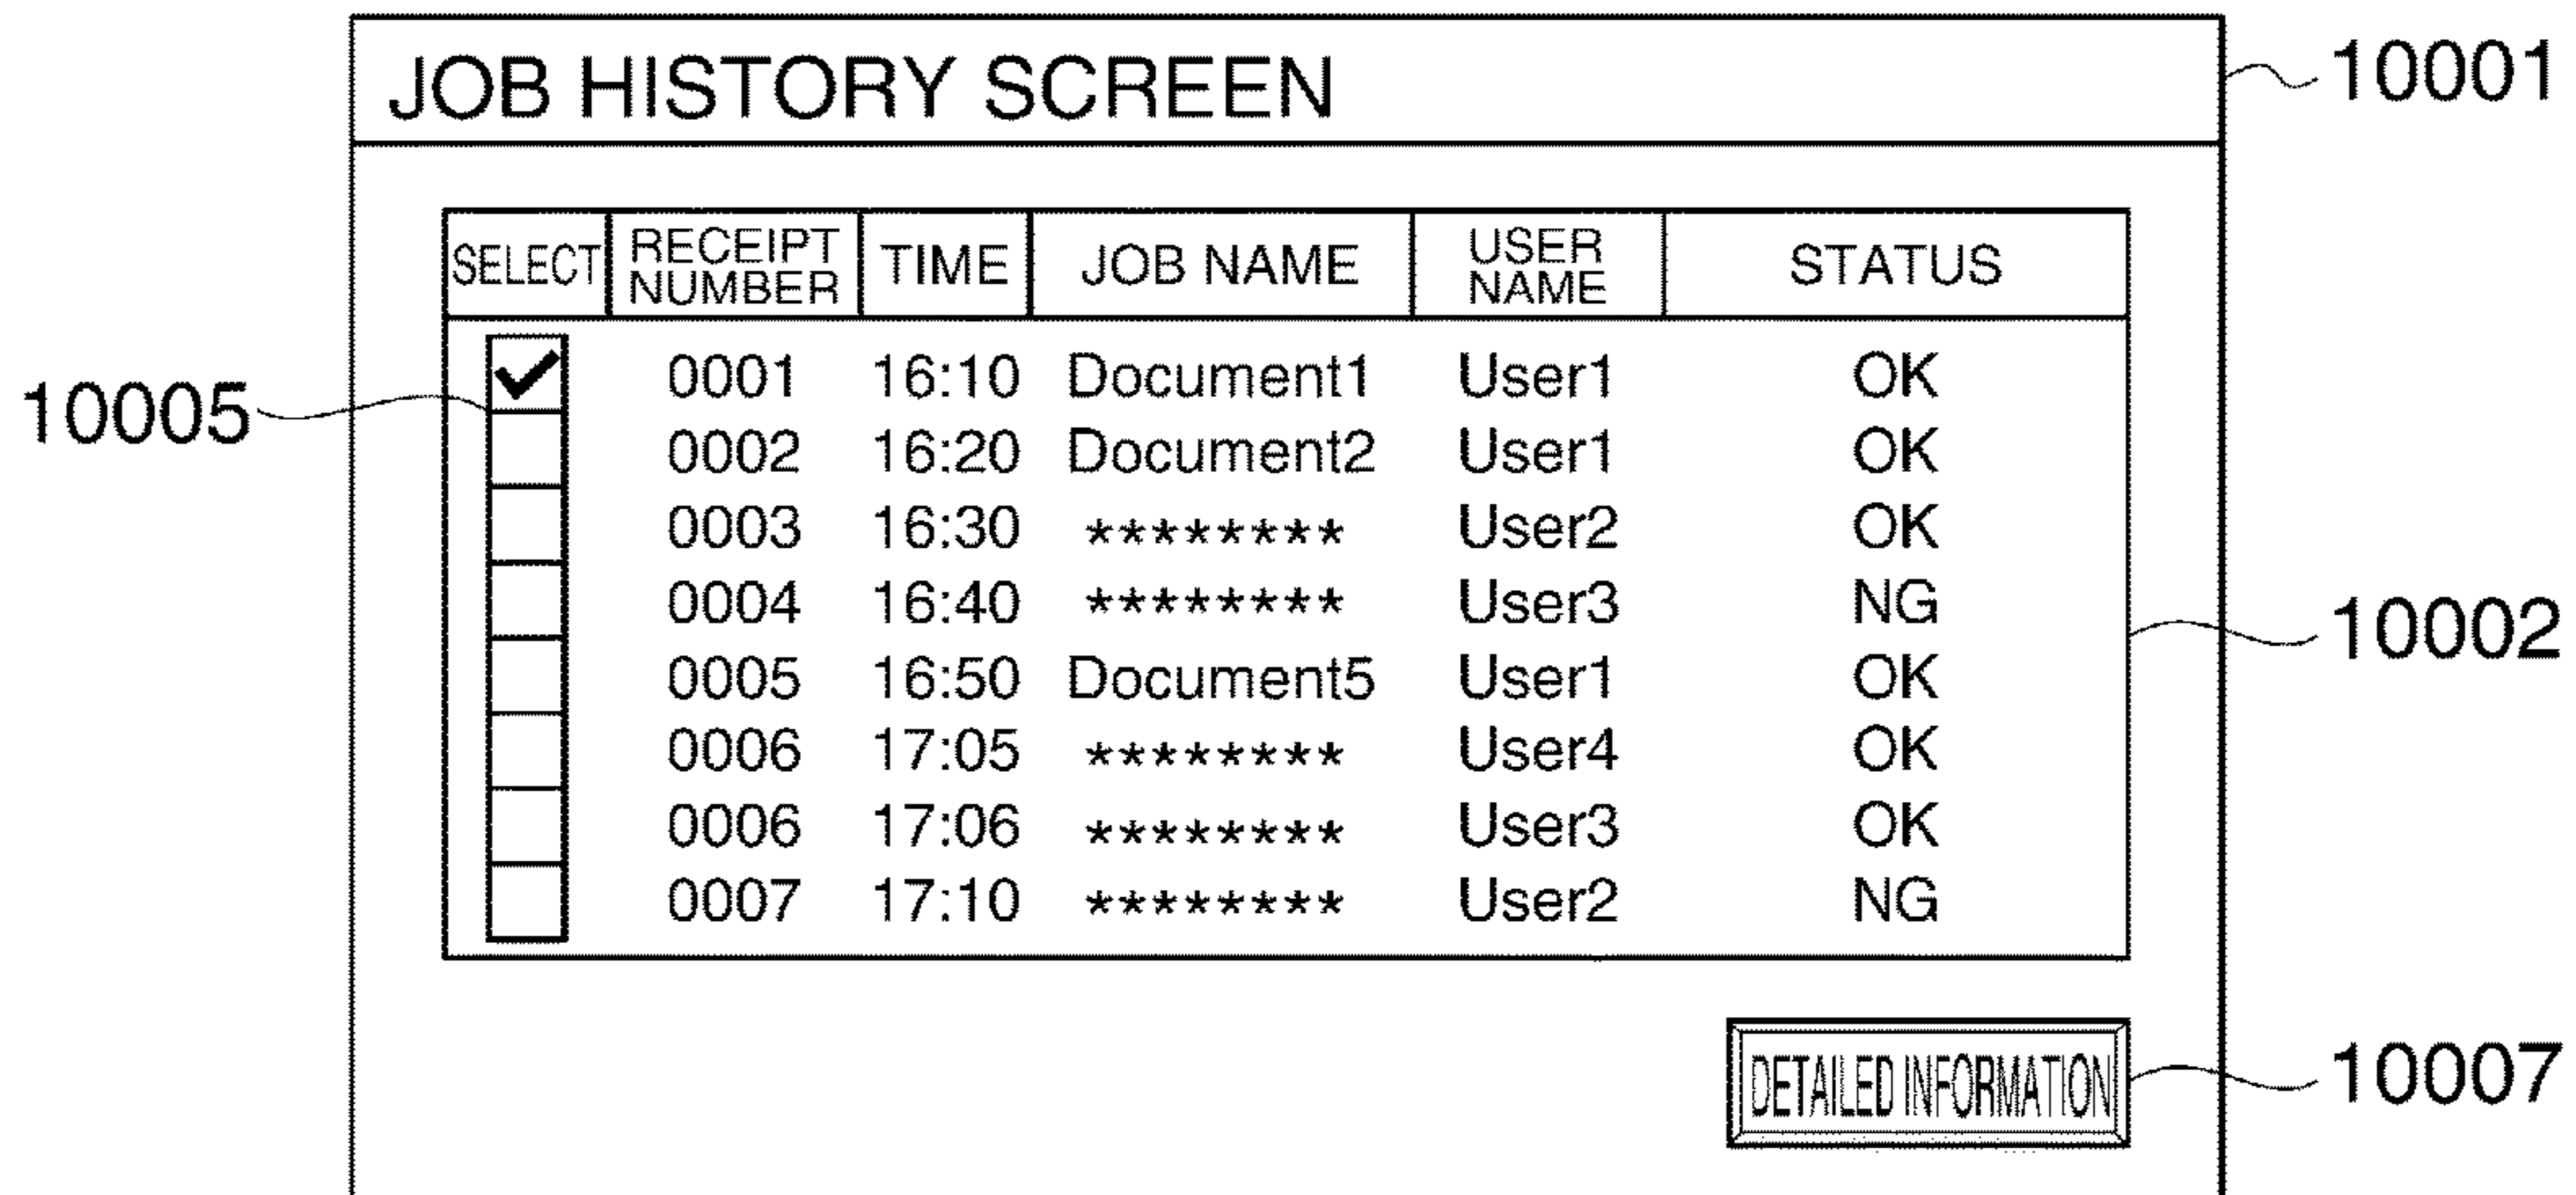 JOB HISTORY SCREEN 10001
SELECT RECEIPT NUMBER TIME JOB NAME USER NAME STATUS
0001 16:10 Document1 User1 OK
10005
0002 16:20 Document2 User1 OK
0003 16:30 ******** User2 OK
0004 16:40 ******** User3 NG
10002
0005 16:50 Document5 User1 OK
0006 17:05 ******** User4 OK
0006 17:06 ******** User3 OK
0007 17:10 ******** User2 NG
DETAILED INFORMATION 10007